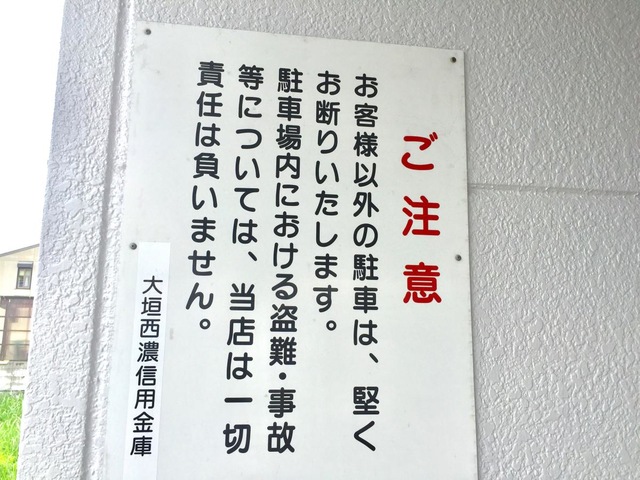 ご注意
お客様以外の駐車は、堅く
お断りいたします。
駐車場内における盗難・事故
等については、当店は一切
責任は負いません。
大垣西濃信用金庫